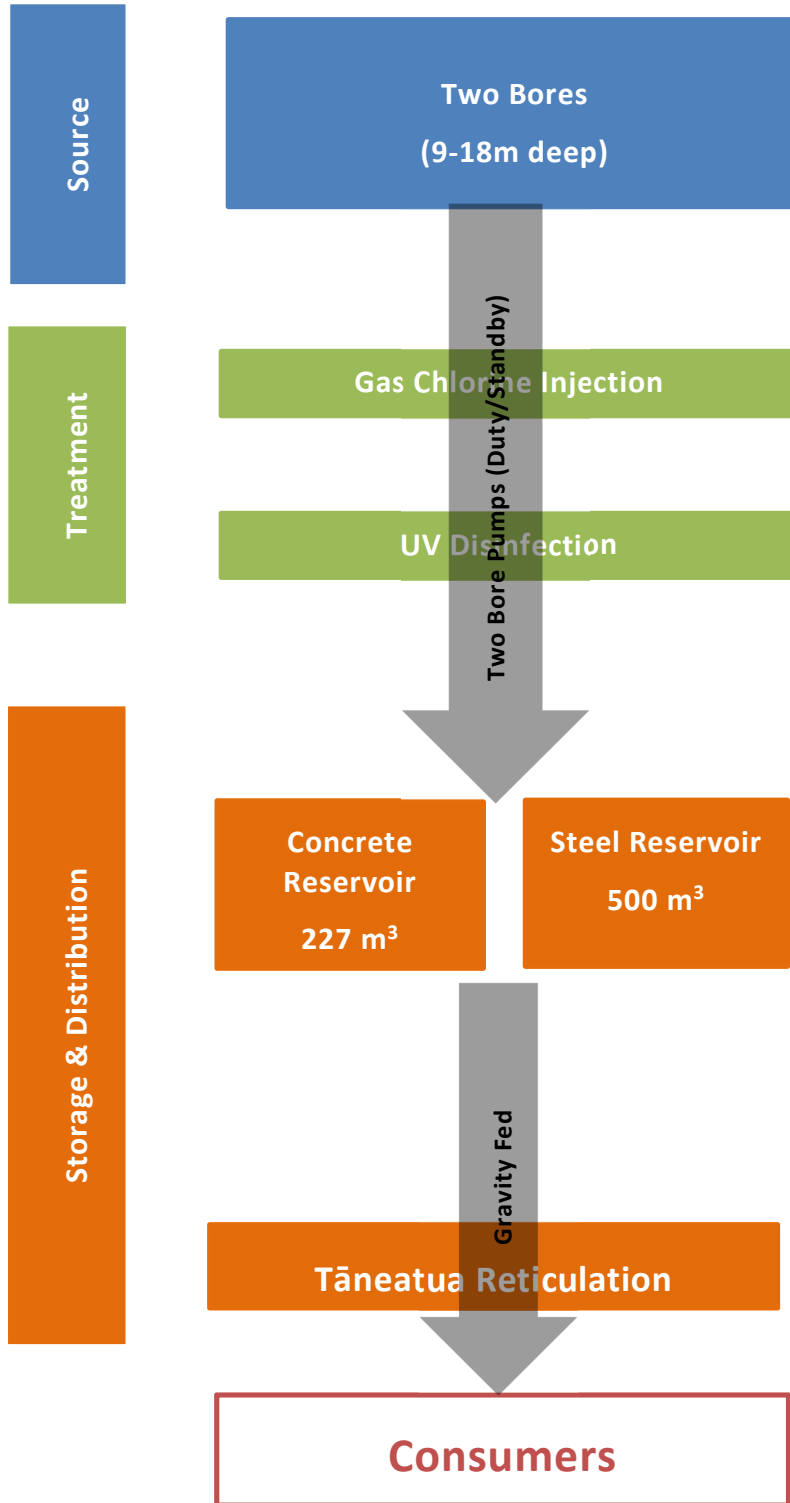 Source
Two Bores
(9-18m deep)
Two Bore Pumps (Duty/Standby)
Treatment
Gas Chlorine Injection
UV Disinfection
Storage & Distribution
Concrete
Reservoir
227 m³
Steel Reservoir
500 m³
Gravity Fed
Tāneatua Reticulation
Consumers